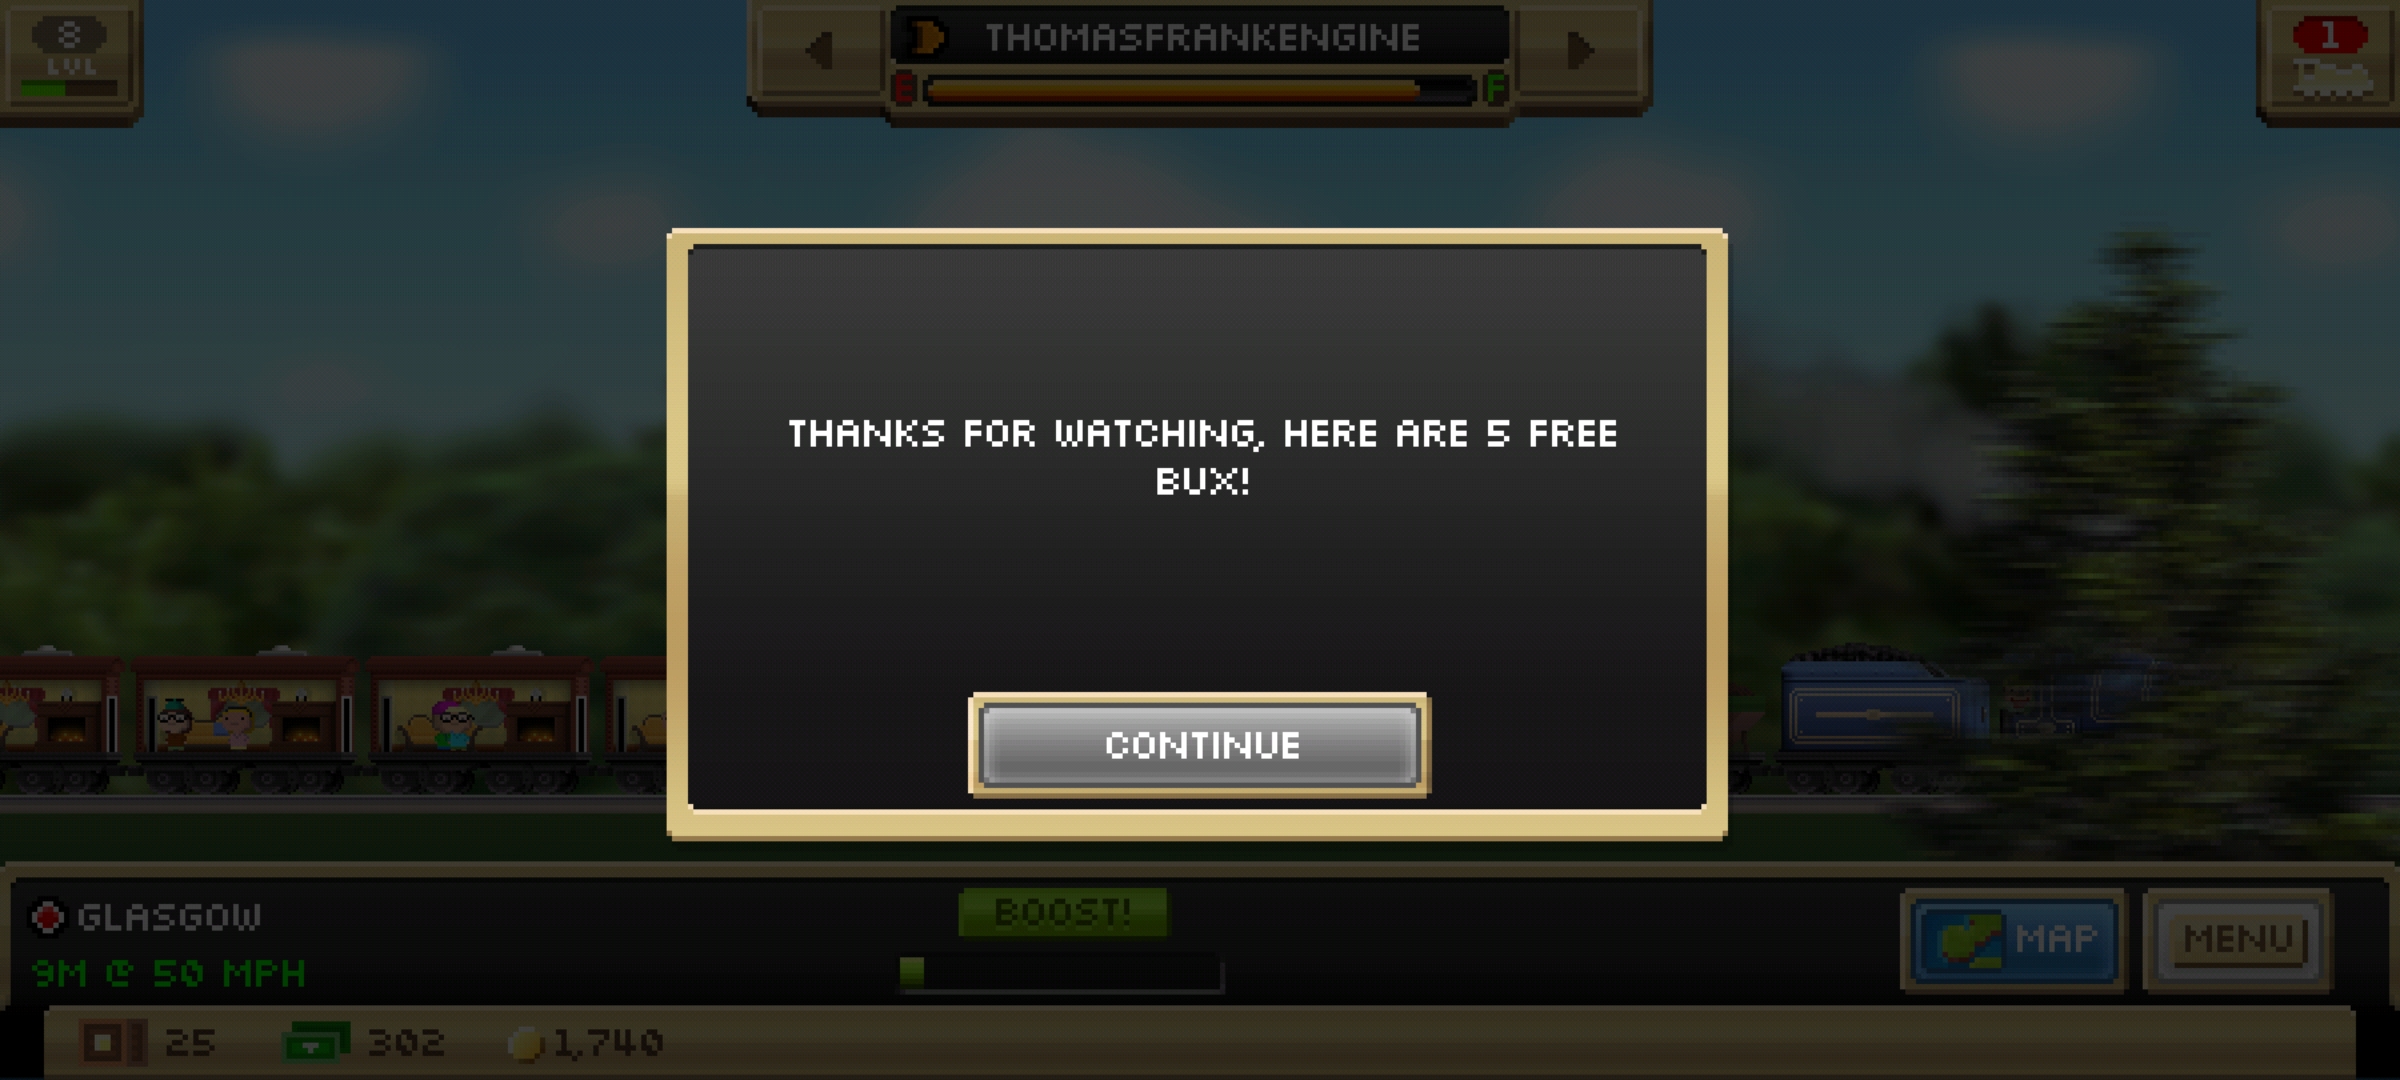 8
LVL
THOMASFRANKENGINE
E
F
1
THANKS FOR WATCHING, HERE ARE 5 FREE
BUX!
CONTINUE
GLASGOW
9M @ 50 MPH
BOOST!
MAP
MENU
25
302
1,740